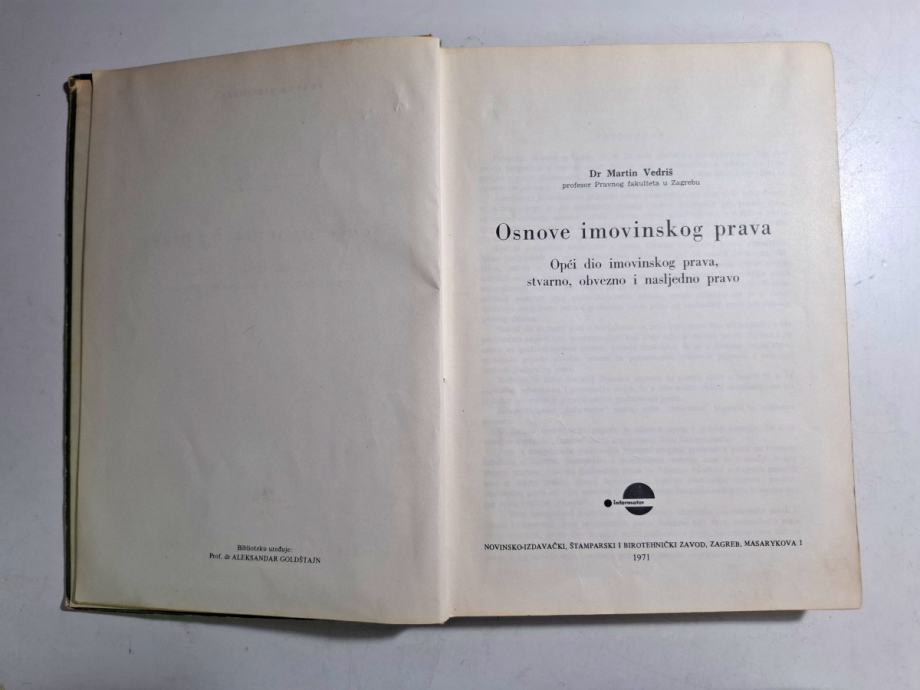 Biblioteku uređuje:
Prof. dr ALEKSANDAR GOLDŠTAJN
Dr Martin Vedriš
profesor Pravnog fakulteta u Zagrebu
Osnove imovinskog prava
Opći dio imovinskog prava,
stvarno, obvezno i nasljedno pravo
Informator
NOVINSKO-IZDAVAČKI, ŠTAMPARSKI I BIROTEHNIČKI ZAVOD, ZAGREB, MASARYKOVA 1
1971